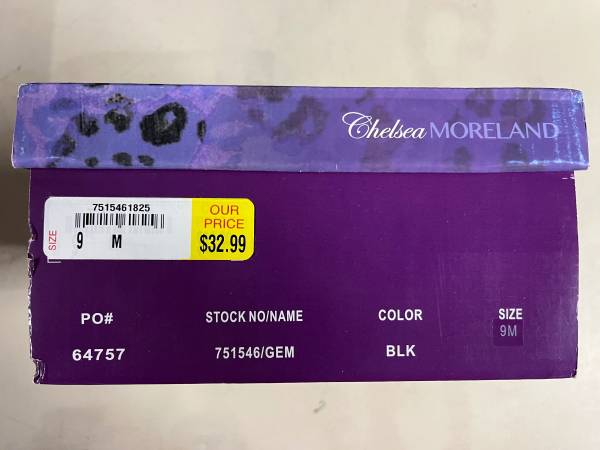 Chelsea MORELAND
7515461825
SIZE
9 M
OUR
PRICE
$32.99
PO# STOCK NO/NAME COLOR SIZE
64757 751546/GEM BLK 9M